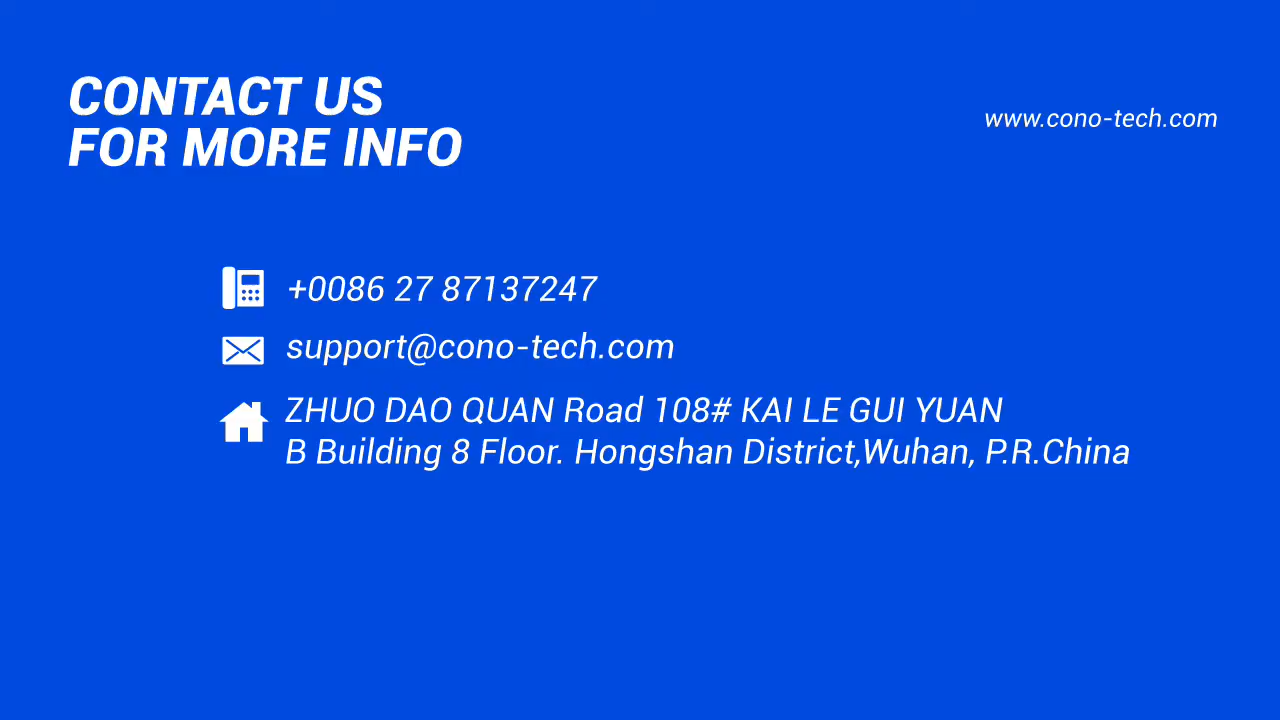 CONTACT US
FOR MORE INFO
www.cono-tech.com
+0086 27 87137247
support@cono-tech.com
ZHUO DAO QUAN Road 108# KAI LE GUI YUAN
B Building 8 Floor. Hongshan District,Wuhan, P.R.China